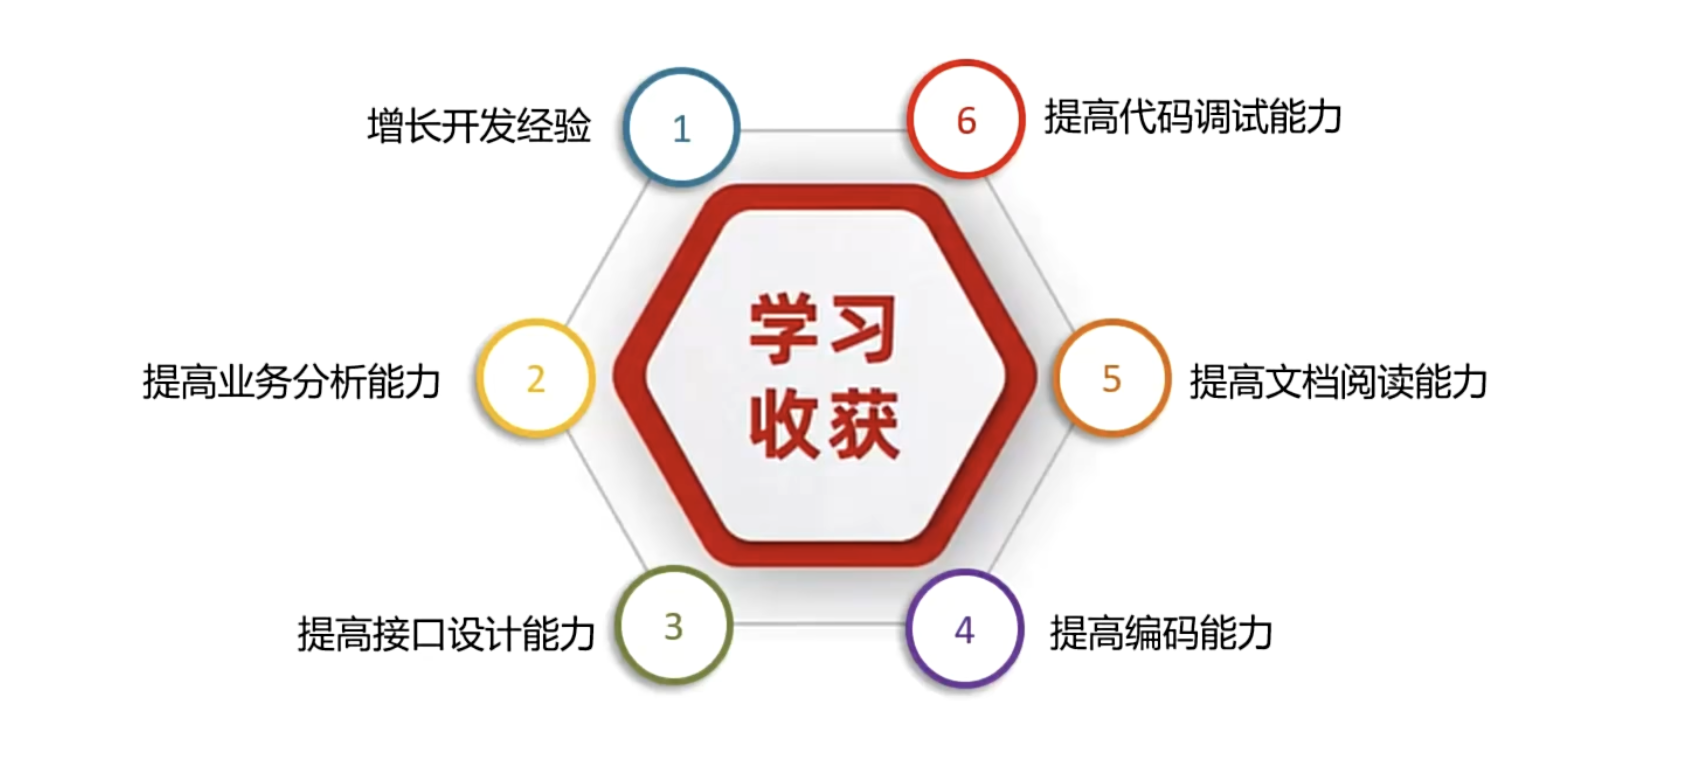 增长开发经验
1
6
提高代码调试能力
学习
收获
提高业务分析能力
2
5
提高文档阅读能力
提高接口设计能力
3
4
提高编码能力